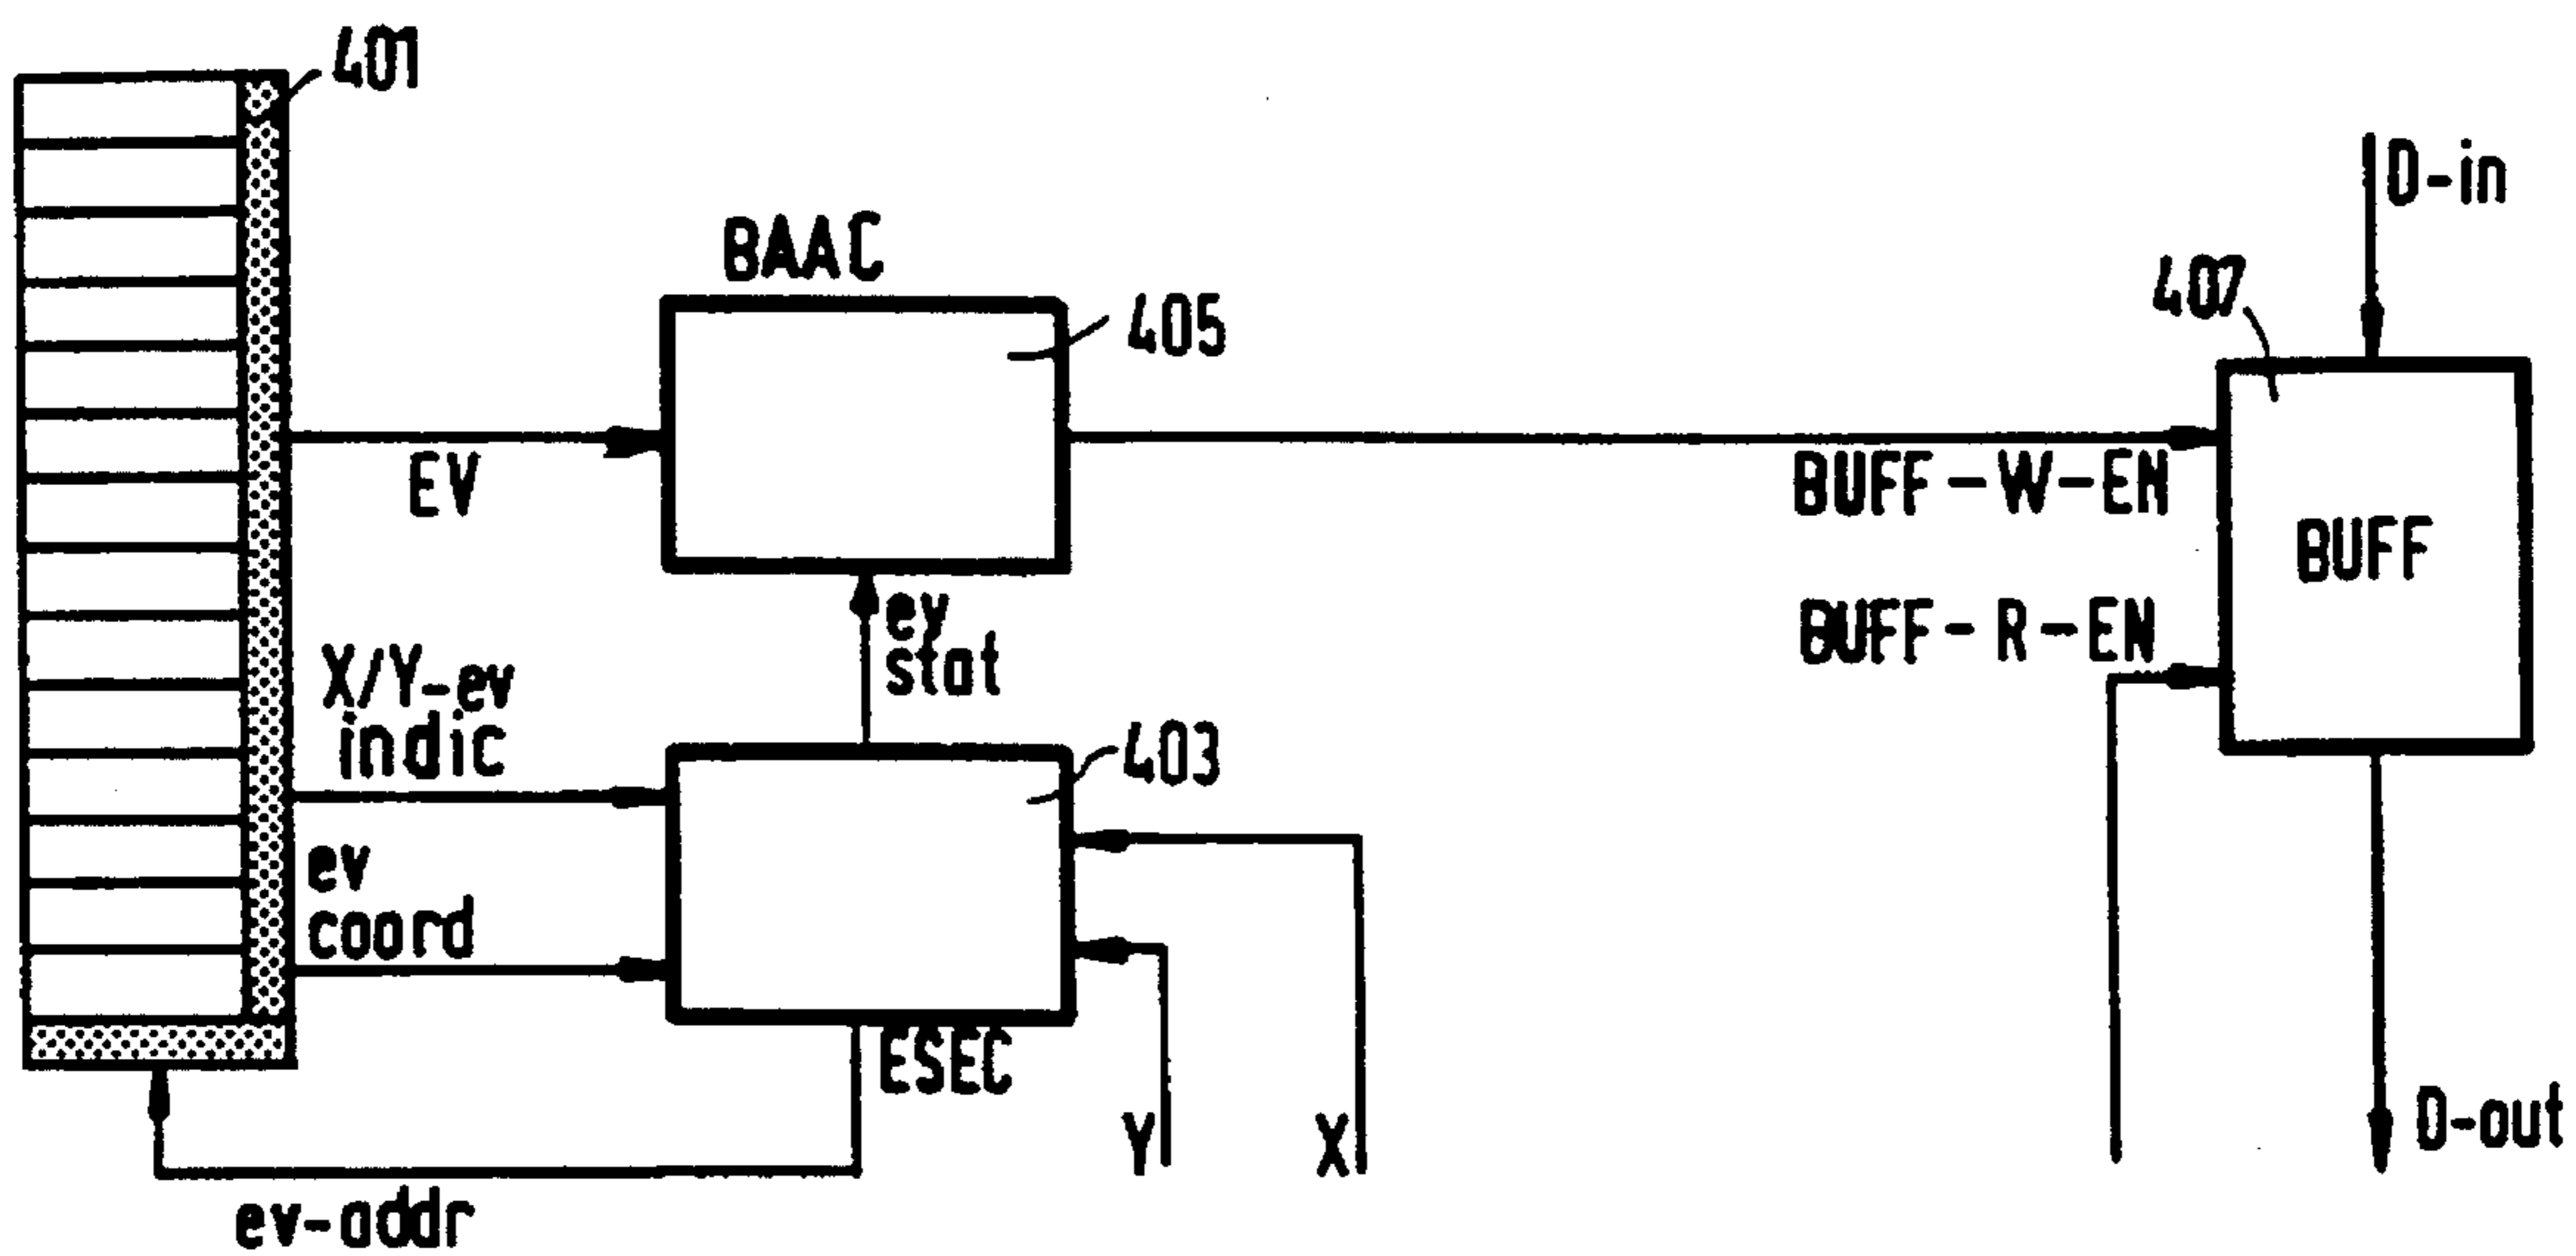 401
D-in
BAAC
407
405
EV
BUFF-W-EN
BUFF
ev
stat
BUFF-R-EN
X/Y-ev
indic
403
ev
coord
ESEC
Y
X
D-out
ev-addr